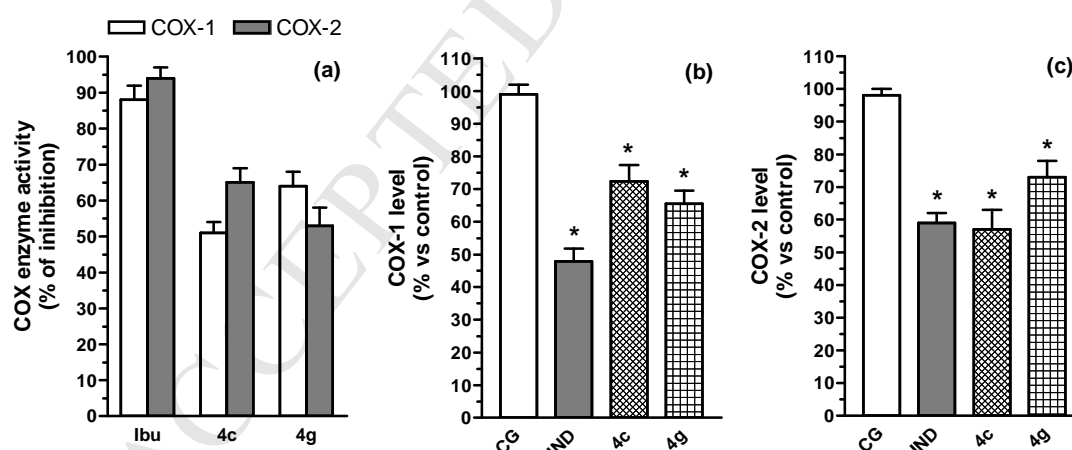 COX-1 COX-2
(a)
COX enzyme activity
(% of inihibition)
100
90
80
70
60
50
40
30
20
10
0
Ibu 4c 4g
(b)
COX-1 level
(% vs control)
110
100
90
80
70
60
50
40
30
20
10
0
* * *
CG IND 4c 4g
(c)
COX-2 level
(% vs control)
110
100
90
80
70
60
50
40
30
20
10
0
* * *
CG IND 4c 4g
ACCEPTED